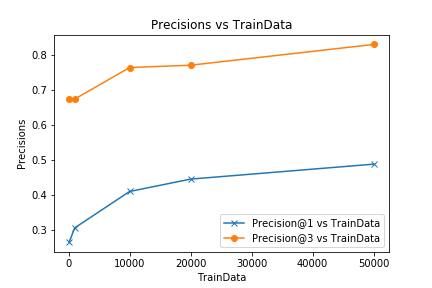 Precisions vs TrainData
0.8
0.7
0.6
0.5
0.4
0.3
Precisions
0 10000 20000 30000 40000 50000
TrainData
Precision@1 vs TrainData
Precision@3 vs TrainData